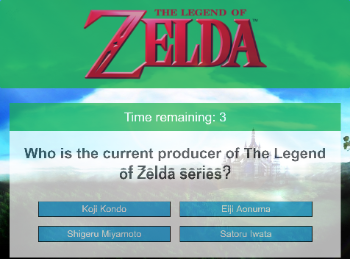 THE LEGEND OF
ZELDA
Time remaining: 3
Who is the current producer of The Legend
of Zelda series?
Koji Kondo
Eiji Aonuma
Shigeru Miyamoto
Satoru Iwata